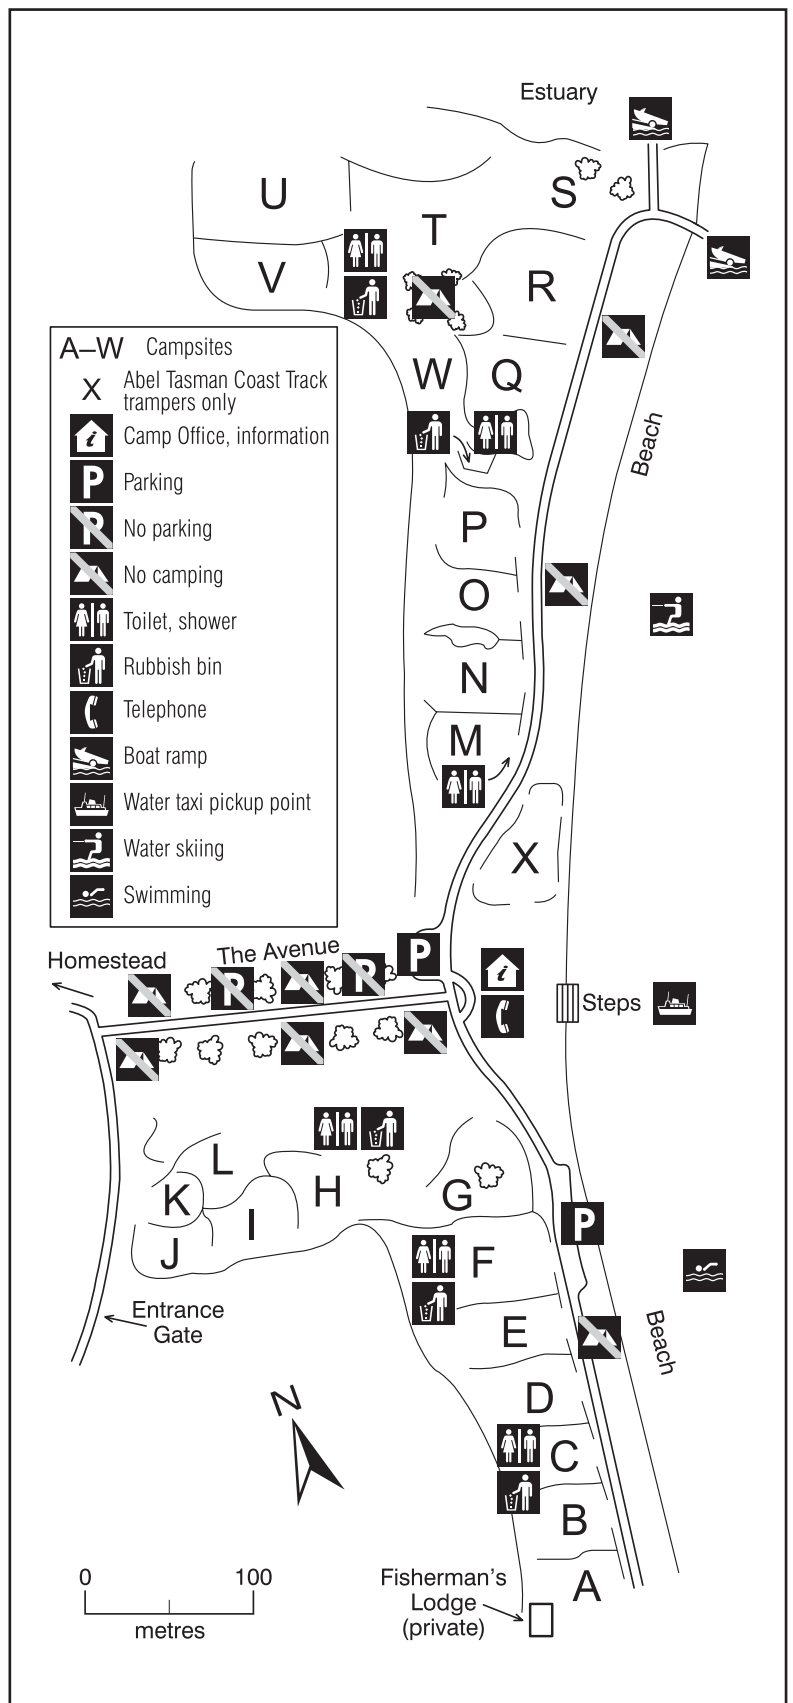 Estuary
S
U
T
V
R
A–W Campsites
X Abel Tasman Coast Track
trampers only
i Camp Office, information
P Parking
P No parking
No camping
Toilet, shower
Rubbish bin
Telephone
Boat ramp
Water taxi pickup point
Water skiing
Swimming
W
Q
Beach
P
O
N
M
X
Homestead
The Avenue
P
P
P
i
Steps
L
K
H
G
I
J
P
F
Entrance
Gate
E
Beach
D
N
C
B
A
0 100
metres
Fisherman's
Lodge
(private)